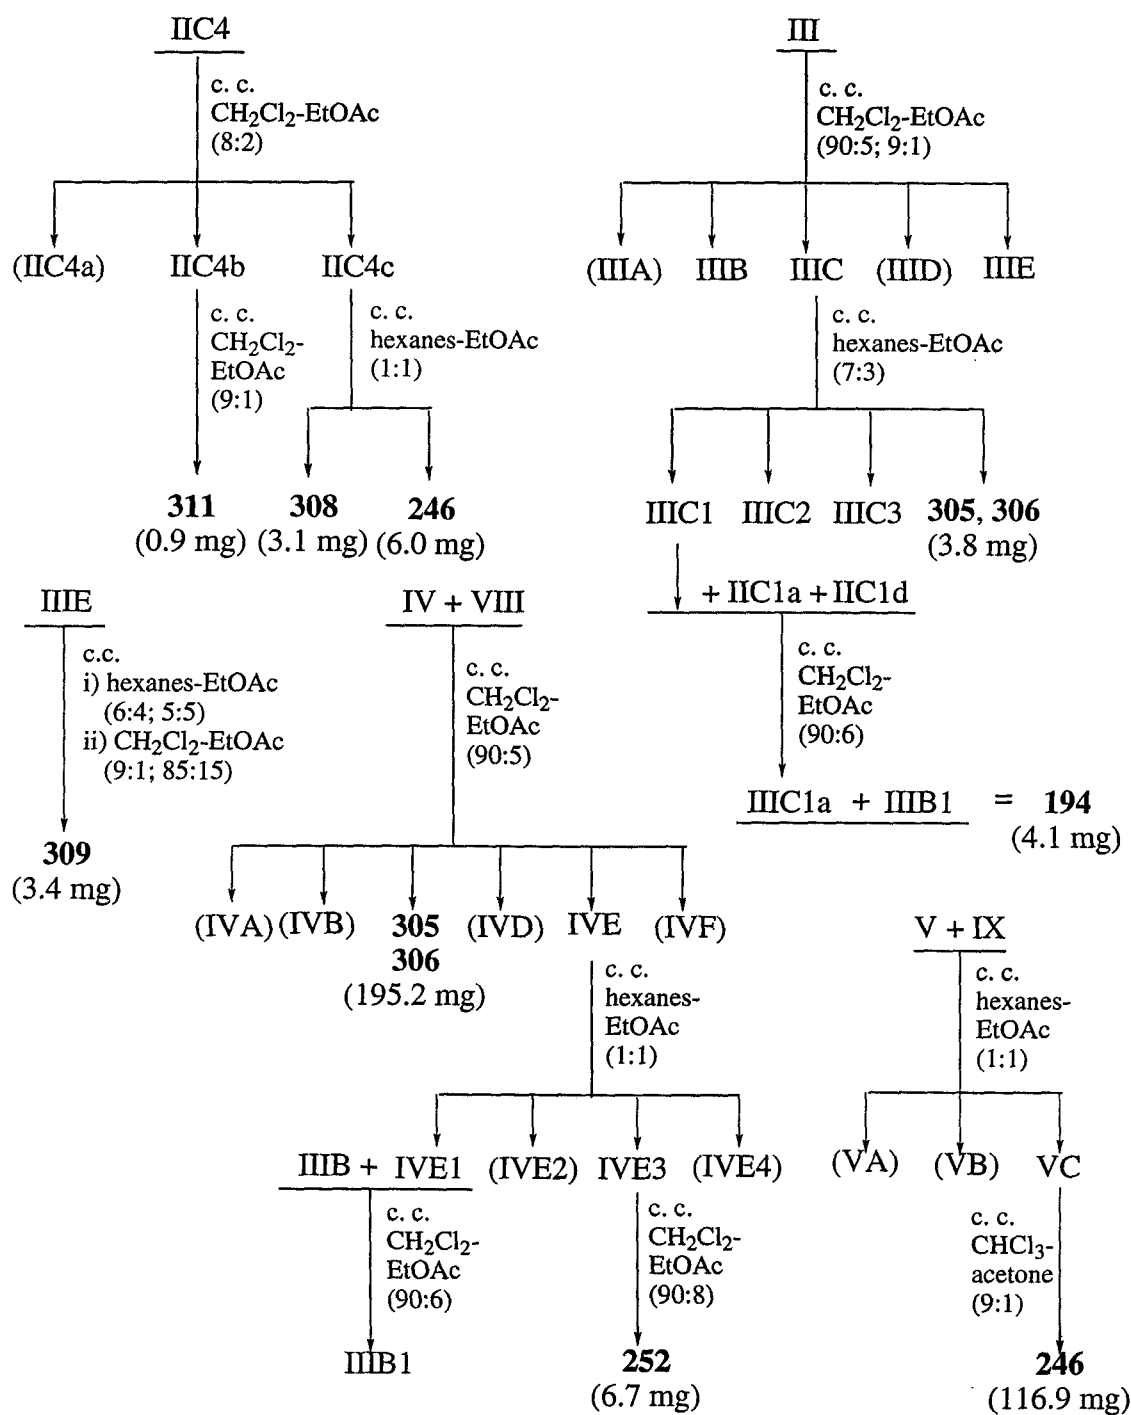 IIC4
c. c.
CH2Cl2-EtOAc
(8:2)
(IIC4a)
IIC4b
IIC4c
c. c.
CH2Cl2-
EtOAc
(9:1)
c. c.
hexanes-EtOAc
(1:1)
311
(0.9 mg)
308
(3.1 mg)
246
(6.0 mg)
III
c. c.
CH2Cl2-EtOAc
(90:5; 9:1)
(IIIA)
IIIB
IIIC
(IIID)
IIIE
c. c.
hexanes-EtOAc
(7:3)
IIIC1
IIIC2
IIIC3
305, 306
(3.8 mg)
+ IIC1a + IIC1d
c. c.
CH2Cl2-
EtOAc
(90:6)
IIIC1a + IIIB1 = 194
(4.1 mg)
IIIE
c.c.
i) hexanes-EtOAc
(6:4; 5:5)
ii) CH2Cl2-EtOAc
(9:1; 85:15)
309
(3.4 mg)
IV + VIII
c. c.
CH2Cl2-
EtOAc
(90:5)
(IVA)
(IVB)
305
306
(195.2 mg)
(IVD)
IVE
(IVF)
c. c.
hexanes-
EtOAc
(1:1)
IIIB + IVE1
(IVE2)
IVE3
(IVE4)
c. c.
CH2Cl2-
EtOAc
(90:6)
IIIB1
c. c.
CH2Cl2-
EtOAc
(90:8)
252
(6.7 mg)
V + IX
c. c.
hexanes-
EtOAc
(1:1)
(VA)
(VB)
VC
c. c.
CHCl3-
acetone
(9:1)
246
(116.9 mg)